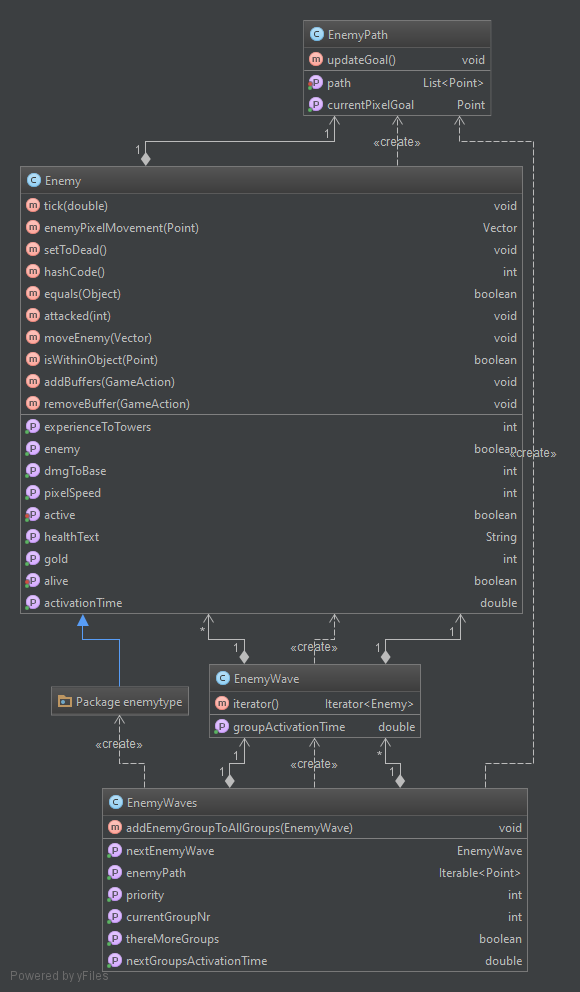 EnemyPath
updateGoal() void
path List<Point>
currentPixelGoal Point
1
1
«create»
Enemy
tick(double) void
enemyPixelMovement(Point) Vector
setToDead() void
hashCode() int
equals(Object) boolean
attacked(int) void
moveEnemy(Vector) void
isWithinObject(Point) boolean
addBuffers(GameAction) void
removeBuffer(GameAction) void
experienceToTowers int
enemy boolean
«create»
dmgToBase int
pixelSpeed int
active boolean
healthText String
gold int
alive boolean
activationTime double
* 1
1 1
«create»
EnemyWave
iterator() Iterator<Enemy>
groupActivationTime double
Package enemytype
«create»
1 *
1 1
«create»
EnemyWaves
addEnemyGroupToAllGroups(EnemyWave) void
nextEnemyWave EnemyWave
enemyPath Iterable<Point>
priority int
currentGroupNr int
thereMoreGroups boolean
nextGroupsActivationTime double
Powered by yFiles